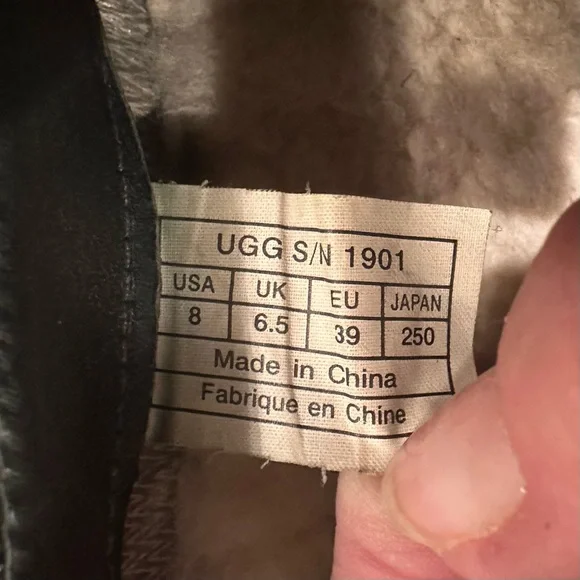 UGG S/N 1901
USA UK EU JAPAN
8 6.5 39 250
Made in China
Fabrique en Chine